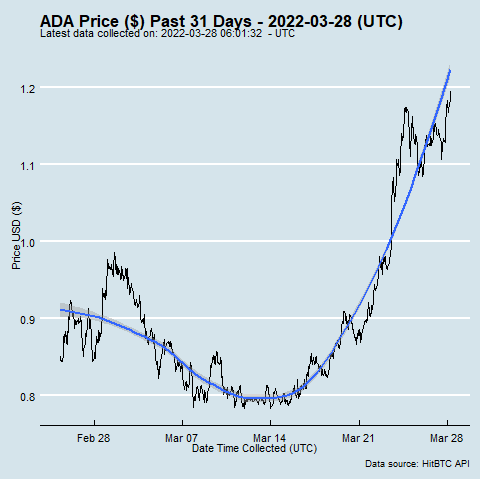 ADA Price ($) Past 31 Days - 2022-03-28 (UTC)
Latest data collected on: 2022-03-28 06:01:32  - UTC
Price USD ($)
1.2
1.1
1.0
0.9
0.8
Feb 28 Mar 07 Mar 14 Mar 21 Mar 28
Date Time Collected (UTC)
Data source: HitBTC API